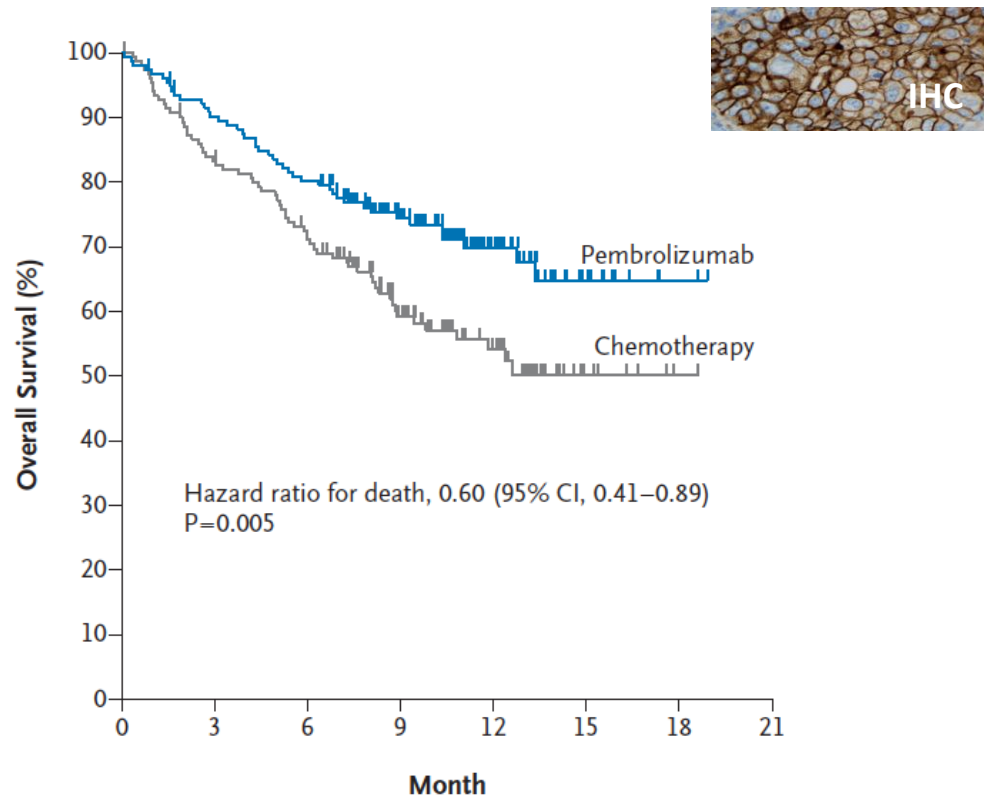 IHC
Overall Survival (%)
100
90
80
70
60
50
40
30
20
10
0
Pembrolizumab
Chemotherapy
Hazard ratio for death, 0.60 (95% CI, 0.41–0.89)
P=0.005
0 3 6 9 12 15 18 21
Month